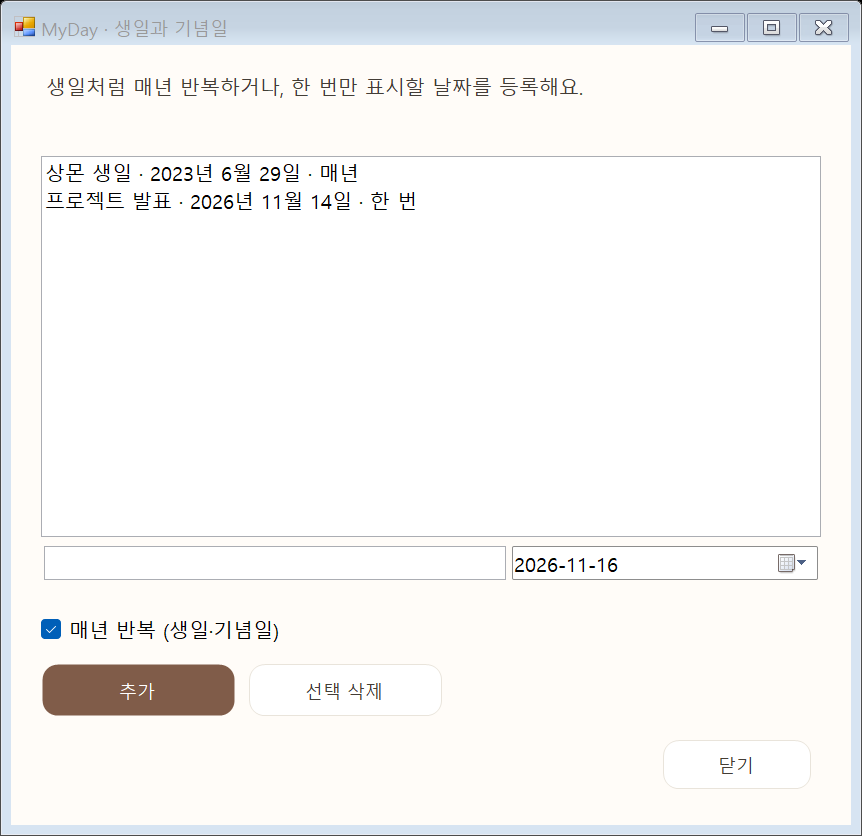 MyDay · 생일과 기념일
생일처럼 매년 반복하거나, 한 번만 표시할 날짜를 등록해요.
상몬 생일 · 2023년 6월 29일 · 매년
프로젝트 발표 · 2026년 11월 14일 · 한 번
2026-11-16
매년 반복 (생일·기념일)
추가
선택 삭제
닫기